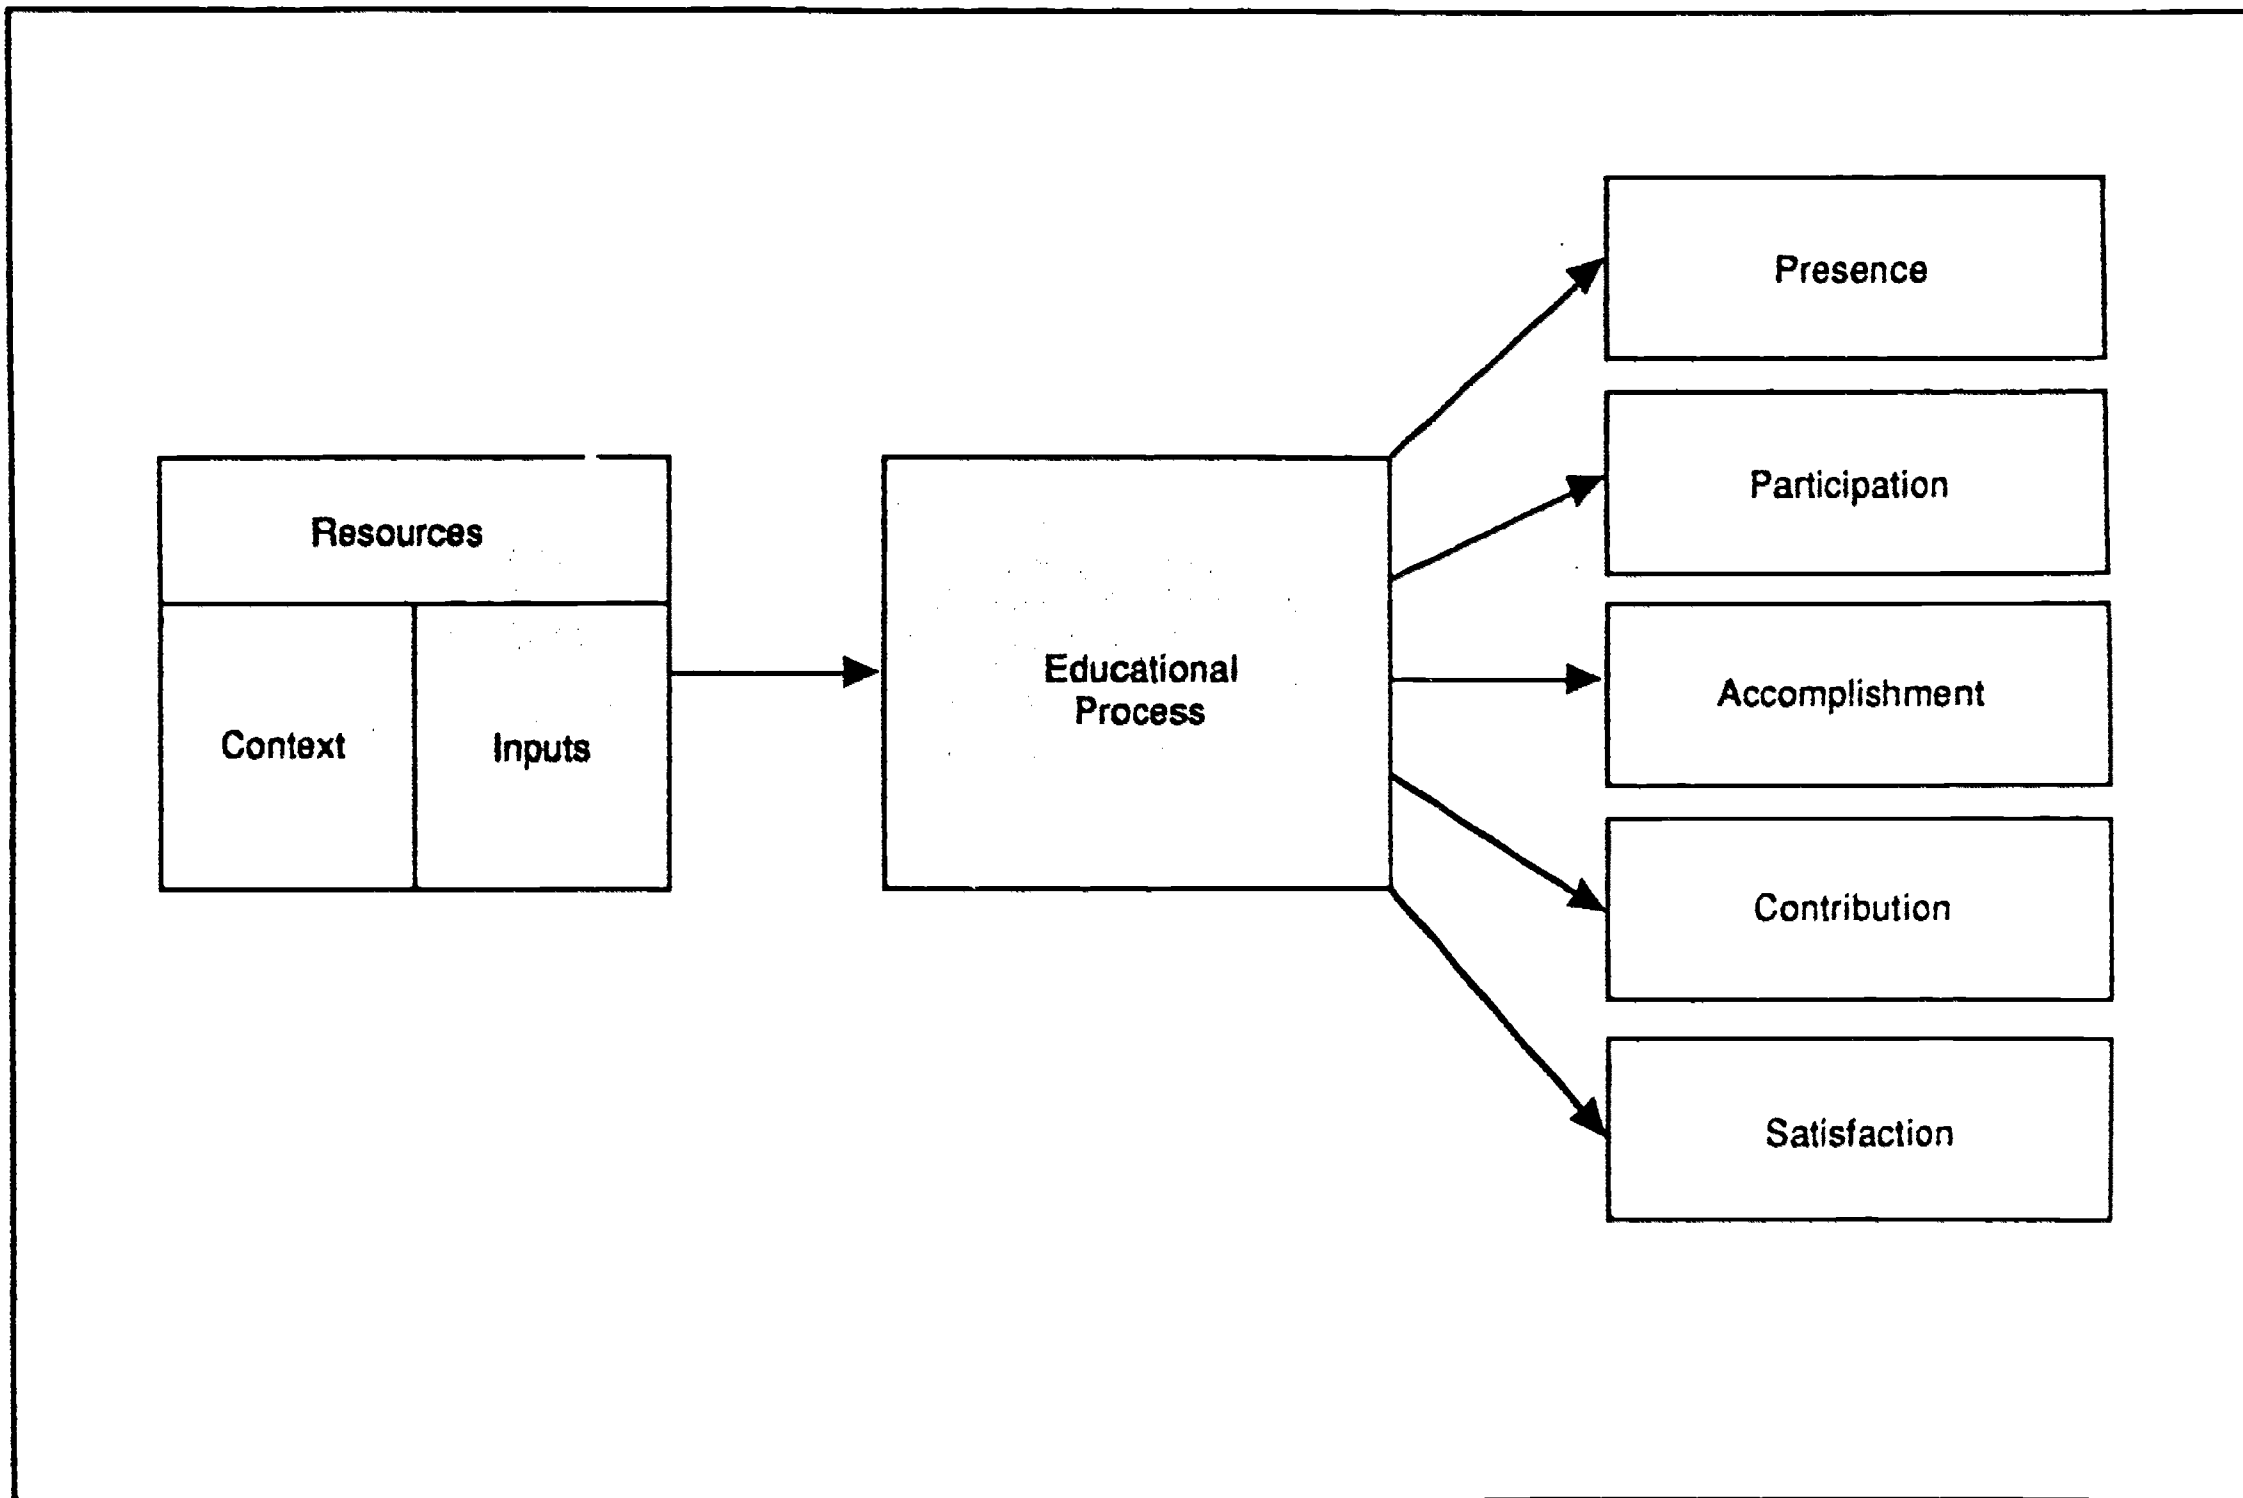 Resources
Context
Inputs
Educational
Process
Presence
Participation
Accomplishment
Contribution
Satisfaction